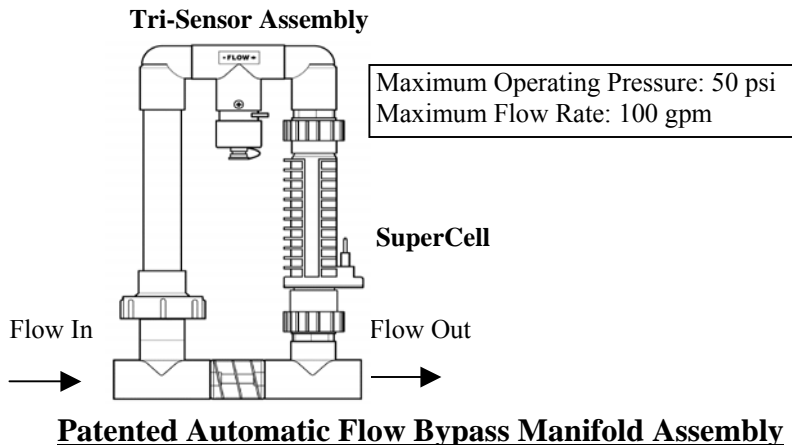 Tri-Sensor Assembly
-FLOW+
Maximum Operating Pressure: 50 psi
Maximum Flow Rate: 100 gpm
SuperCell
Flow In
Flow Out
Patented Automatic Flow Bypass Manifold Assembly